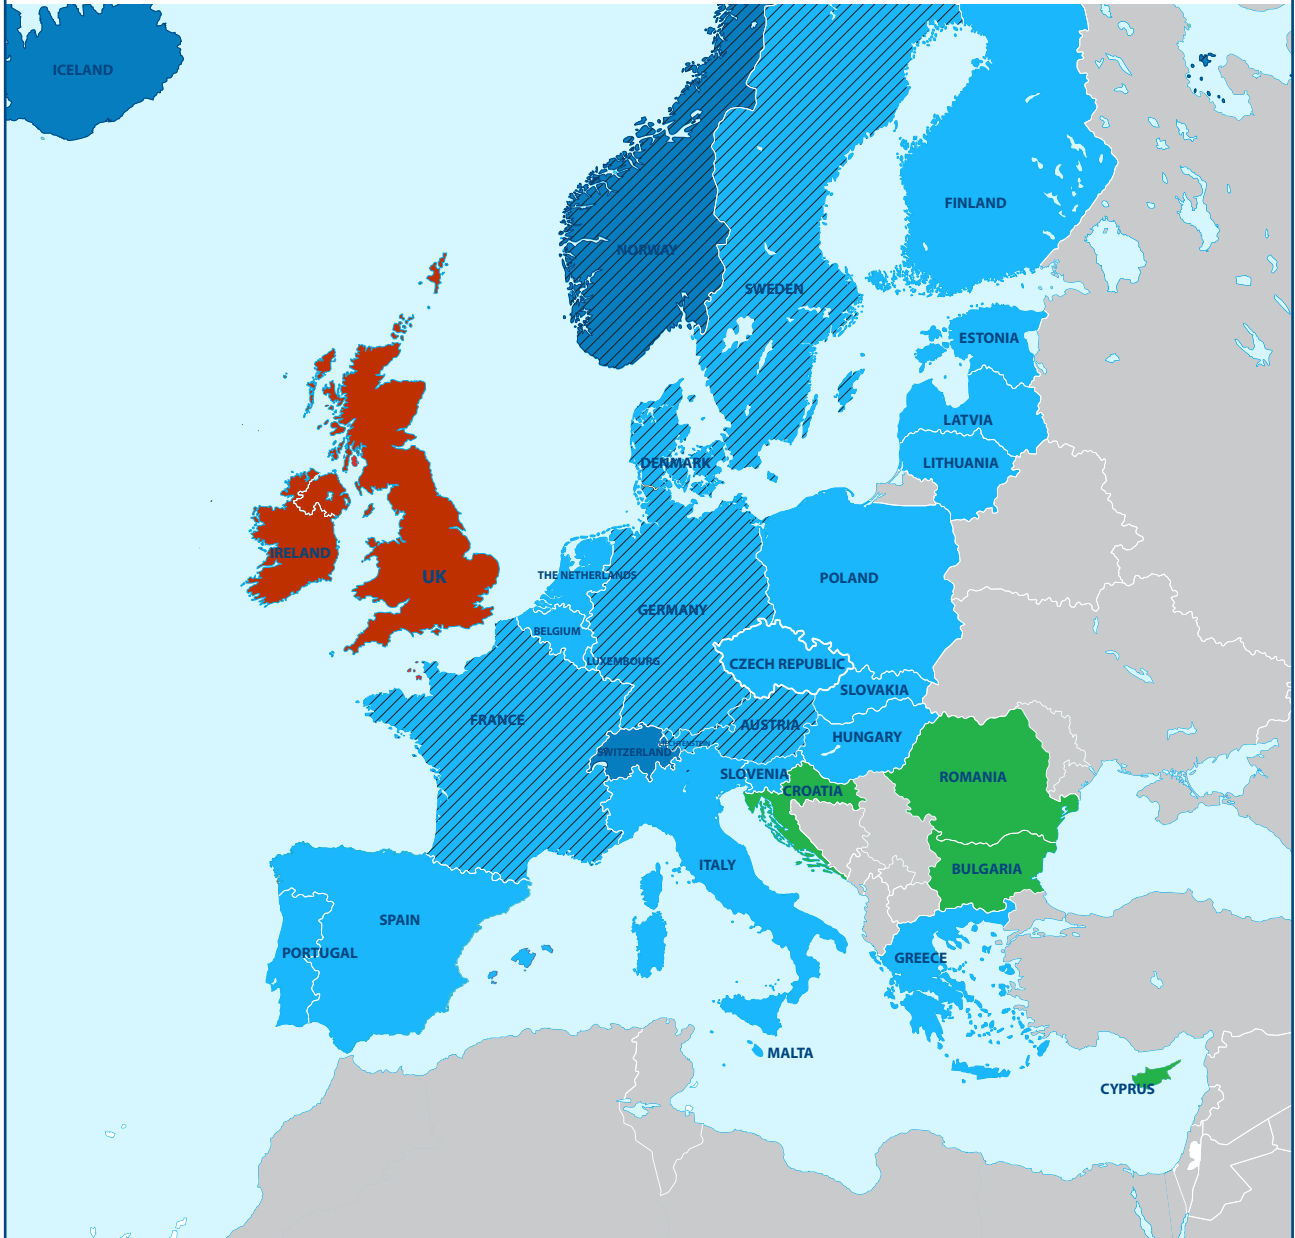 ICELAND
FINLAND
NORWAY
SWEDEN
ESTONIA
LATVIA
DENMARK
LITHUANIA
IRELAND
UK
THE NETHERLANDS
POLAND
GERMANY
BELGIUM
LUXEMBOURG
CZECH REPUBLIC
SLOVAKIA
FRANCE
AUSTRIA
HUNGARY
LIECHTENSTEIN
SWITZERLAND
SLOVENIA
ROMANIA
CROATIA
ITALY
BULGARIA
SPAIN
PORTUGAL
GREECE
MALTA
CYPRUS